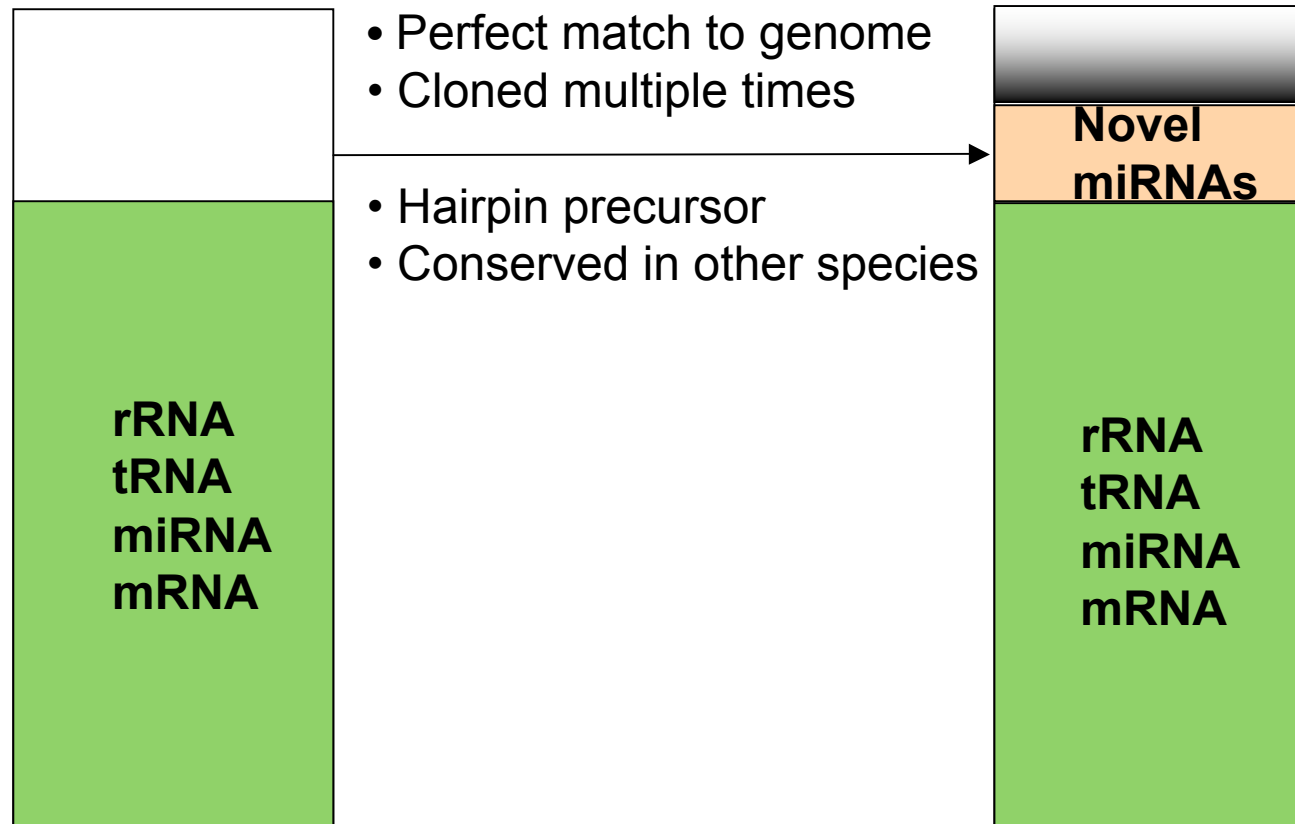 • Perfect match to genome
• Cloned multiple times
• Hairpin precursor
• Conserved in other species
rRNA
tRNA
miRNA
mRNA
Novel
miRNAs
rRNA
tRNA
miRNA
mRNA